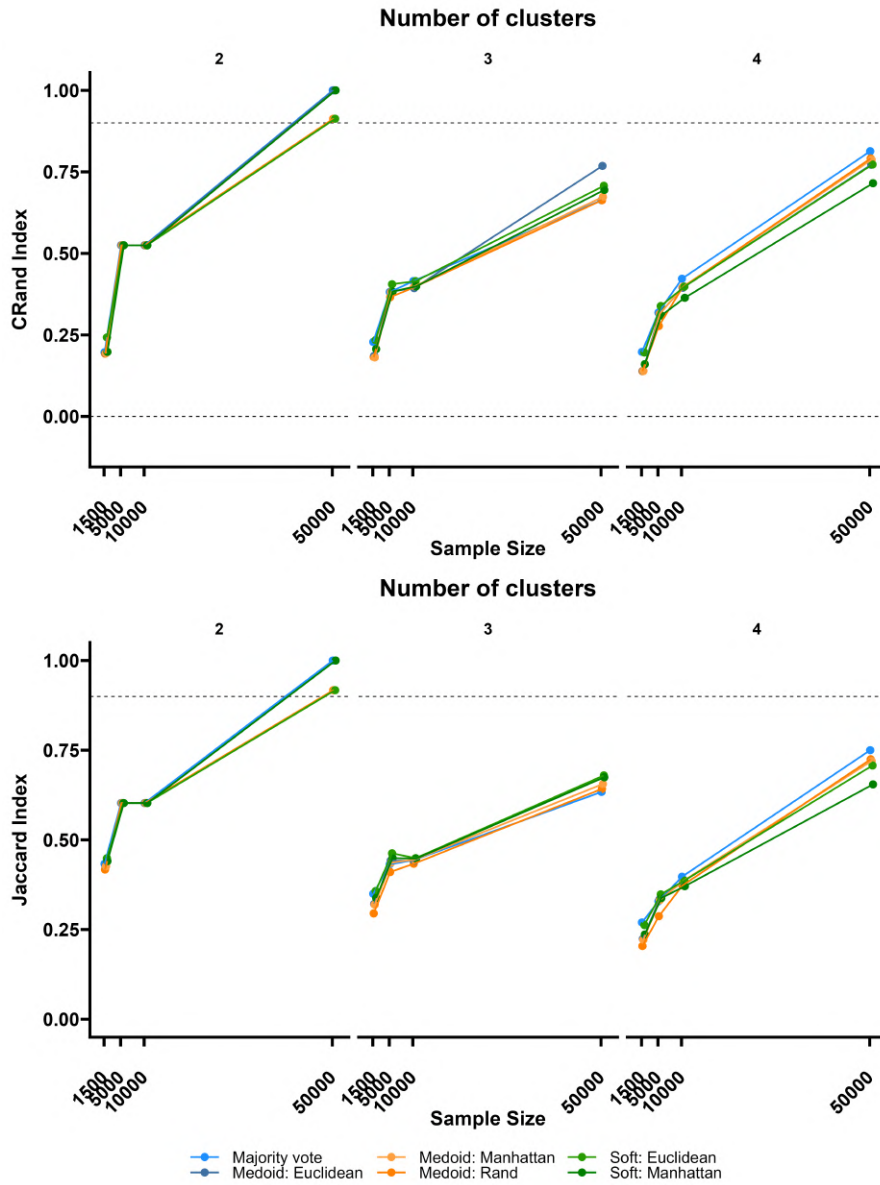 Number of clusters
2 3 4
1.00
0.75
0.50
0.25
0.00
CRand Index
1500 5000 10000 50000 1500 5000 10000 50000 1500 5000 10000 50000
Sample Size
Number of clusters
2 3 4
1.00
0.75
0.50
0.25
0.00
Jaccard Index
1500 5000 10000 50000 1500 5000 10000 50000 1500 5000 10000 50000
Sample Size
Majority vote Medoid: Manhattan Soft: Euclidean
Medoid: Euclidean Medoid: Rand Soft: Manhattan